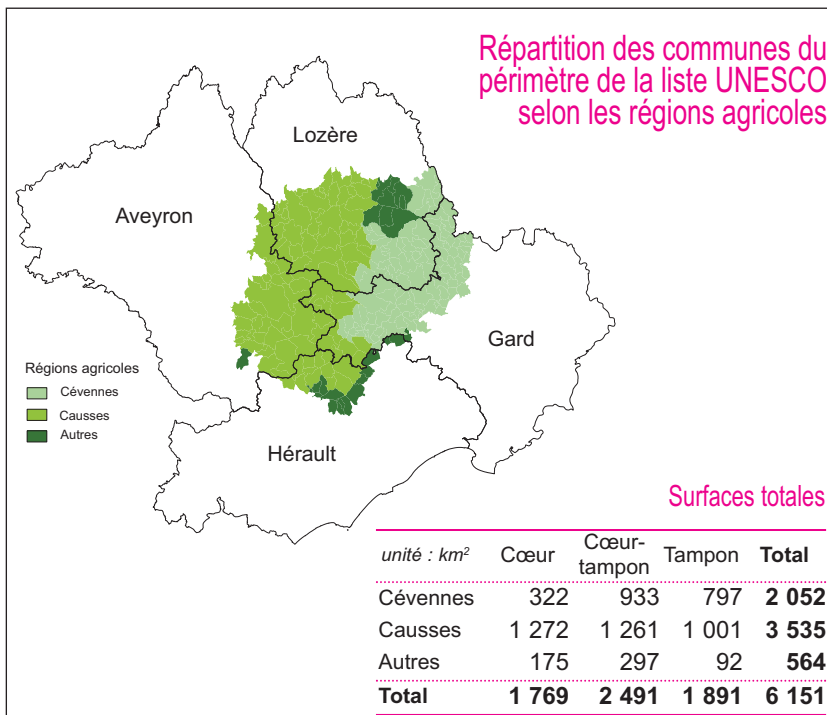 Répartition des communes du
périmètre de la liste UNESCO
selon les régions agricoles
Lozère
Aveyron
Gard
Hérault
Régions agricoles
Cévennes
Causses
Autres
Surfaces totales
unité : km² Cœur Cœur-tampon Tampon Total
Cévennes 322 933 797 2 052
Causses 1 272 1 261 1 001 3 535
Autres 175 297 92 564
Total 1 769 2 491 1 891 6 151